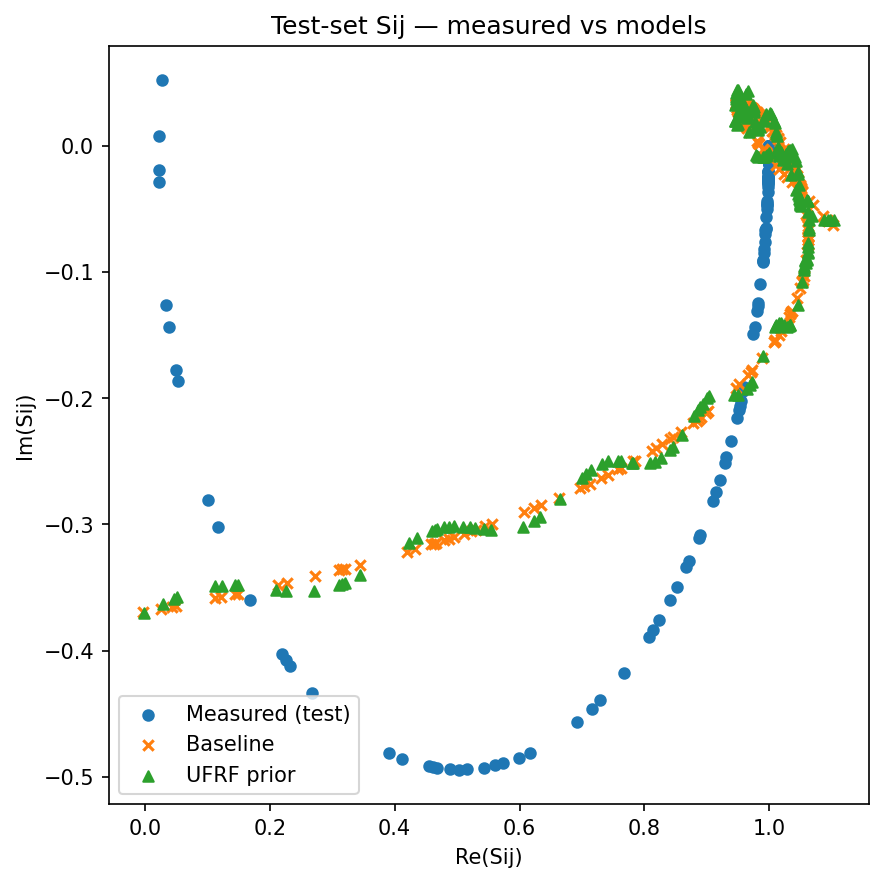 Test-set Sij — measured vs models
0.0
−0.1
−0.2
−0.3
−0.4
−0.5
Im(Sij)
Measured (test)
Baseline
UFRF prior
0.0 0.2 0.4 0.6 0.8 1.0
Re(Sij)